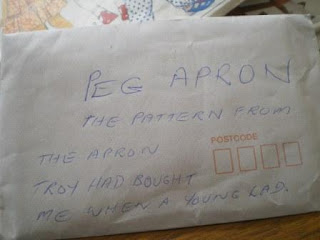 PEG APRON
THE PATTERN FROM
THE APRON
POSTCODE
TROY HAD BOUGHT
ME WHEN A YOUNG LAD.